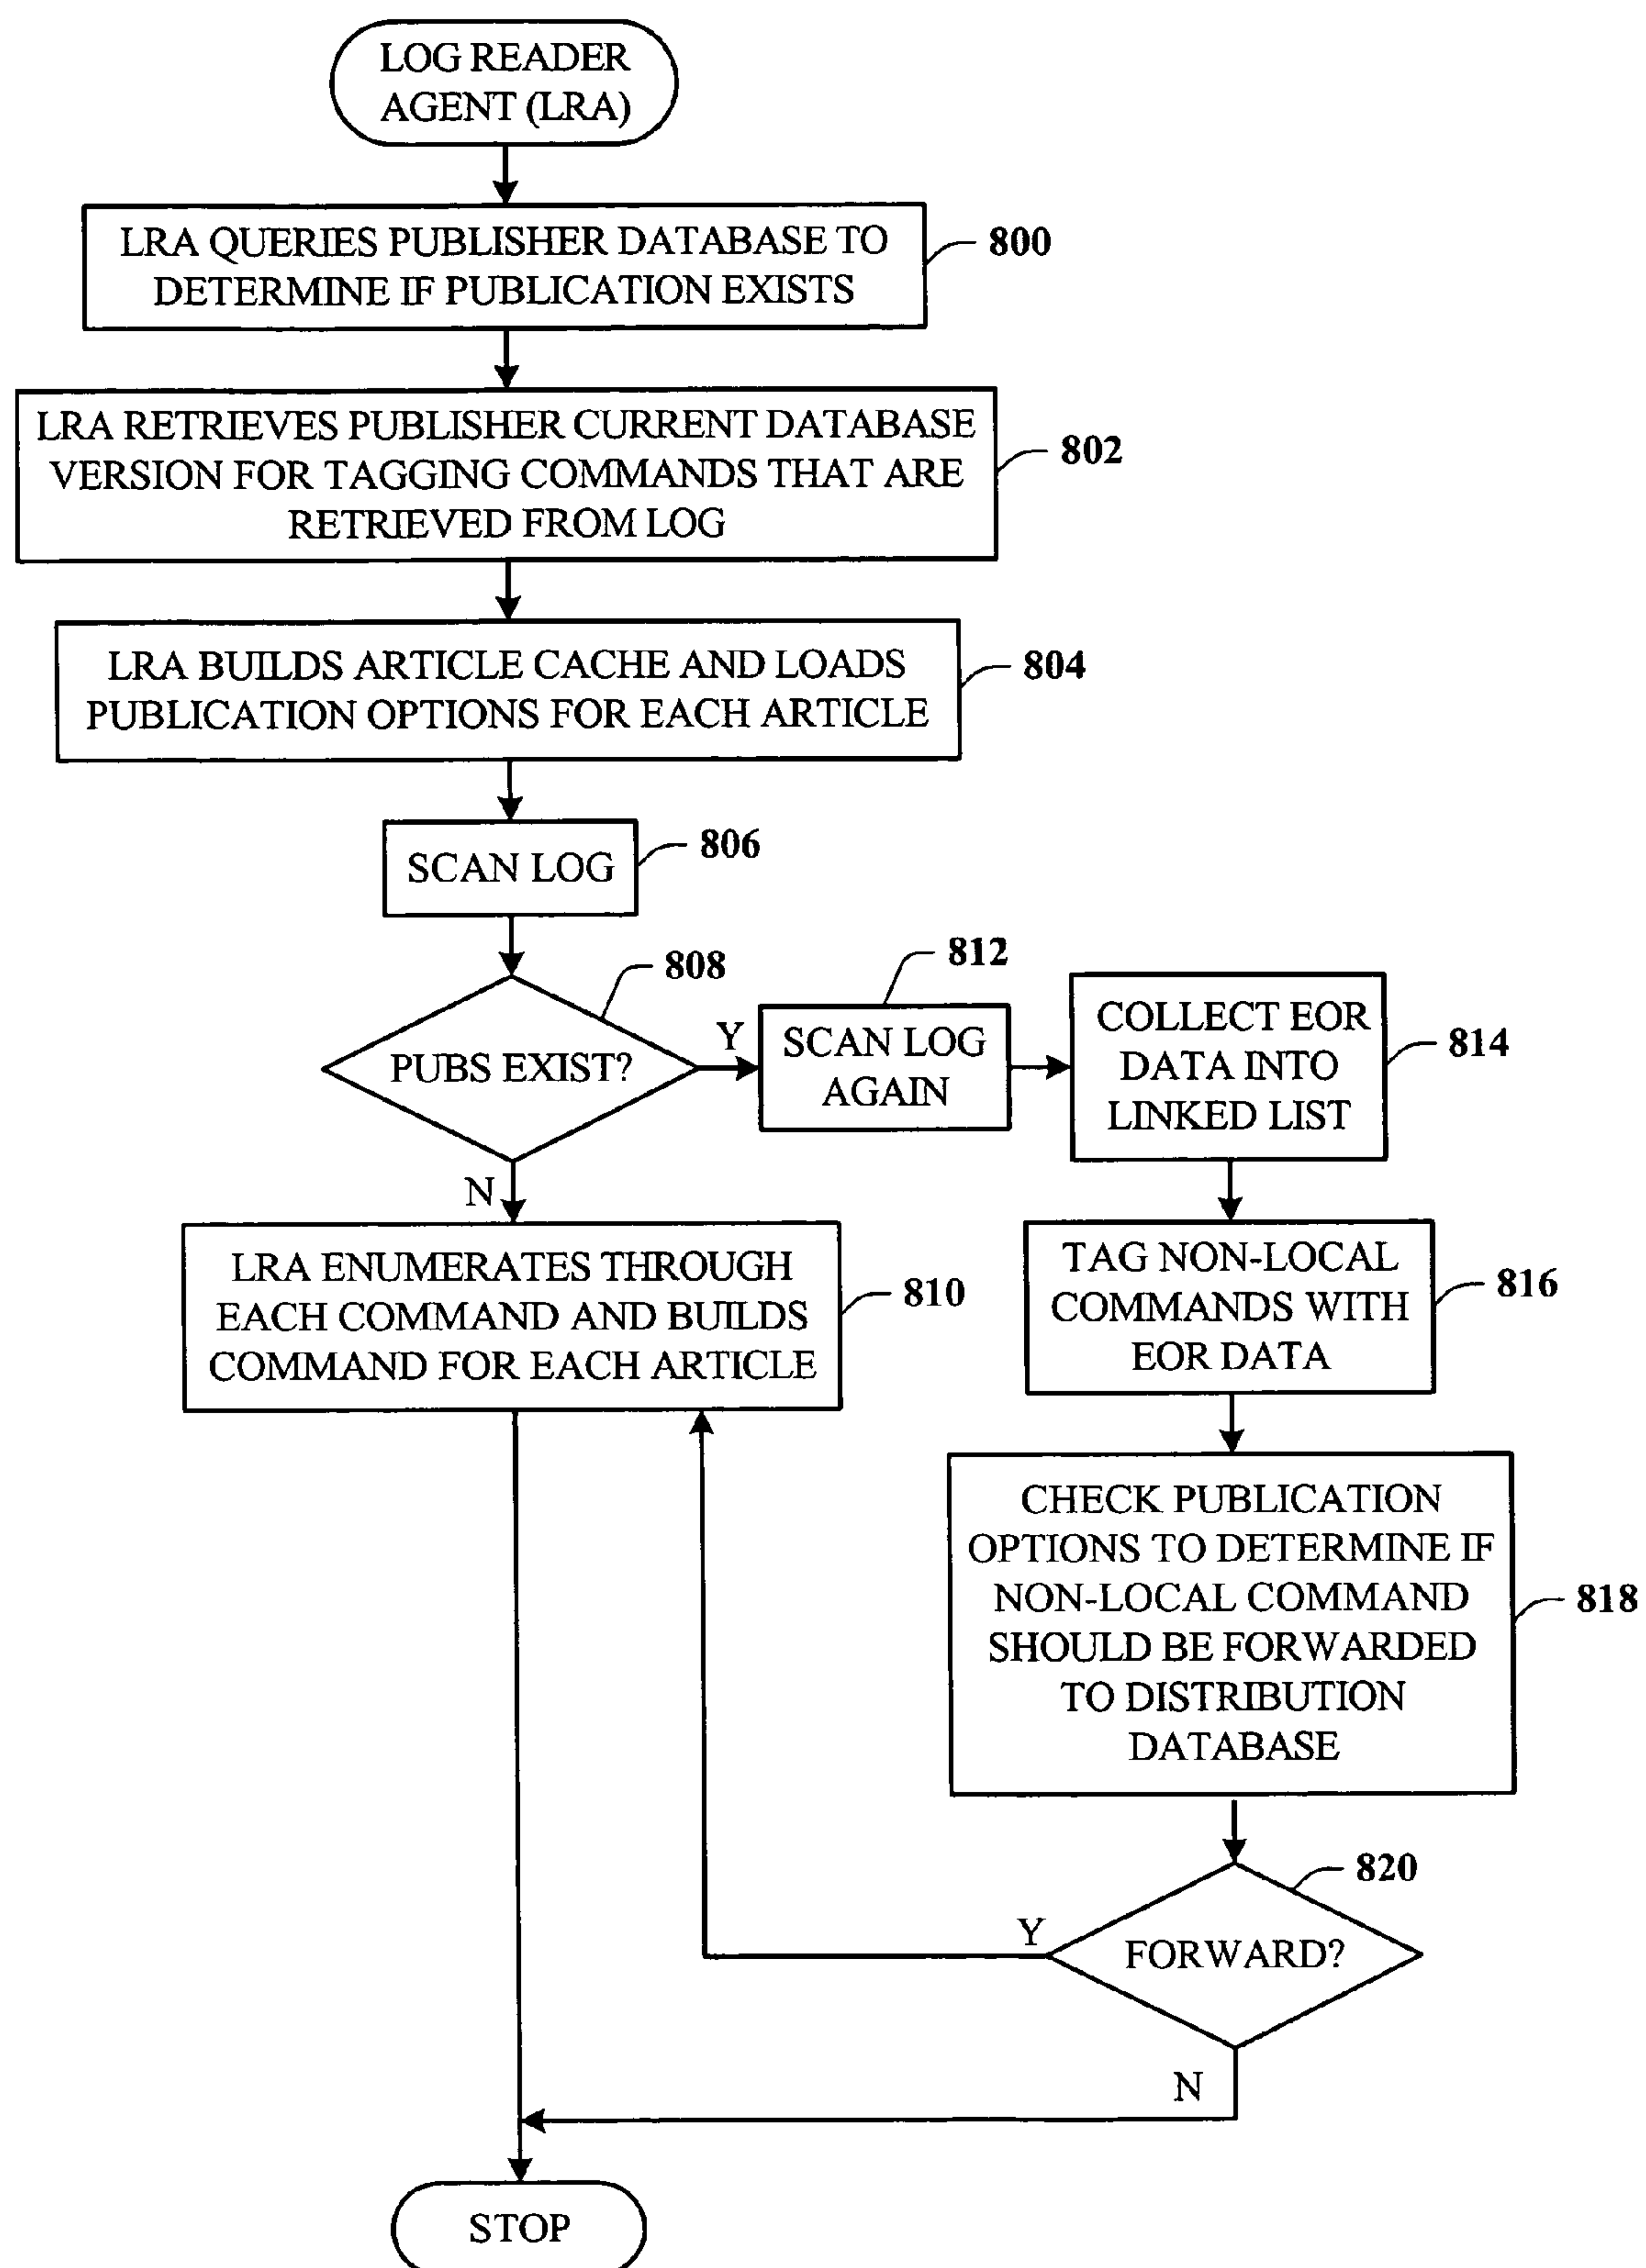 LOG READER
AGENT (LRA)
LRA QUERIES PUBLISHER DATABASE TO
DETERMINE IF PUBLICATION EXISTS
800
LRA RETRIEVES PUBLISHER CURRENT DATABASE
VERSION FOR TAGGING COMMANDS THAT ARE
RETRIEVED FROM LOG
802
LRA BUILDS ARTICLE CACHE AND LOADS
PUBLICATION OPTIONS FOR EACH ARTICLE
804
SCAN LOG
806
PUBS EXIST?
808
Y
N
SCAN LOG
AGAIN
812
COLLECT EOR
DATA INTO
LINKED LIST
814
LRA ENUMERATES THROUGH
EACH COMMAND AND BUILDS
COMMAND FOR EACH ARTICLE
810
TAG NON-LOCAL
COMMANDS WITH
EOR DATA
816
CHECK PUBLICATION
OPTIONS TO DETERMINE IF
NON-LOCAL COMMAND
SHOULD BE FORWARDED
TO DISTRIBUTION
DATABASE
818
FORWARD?
820
Y
N
STOP